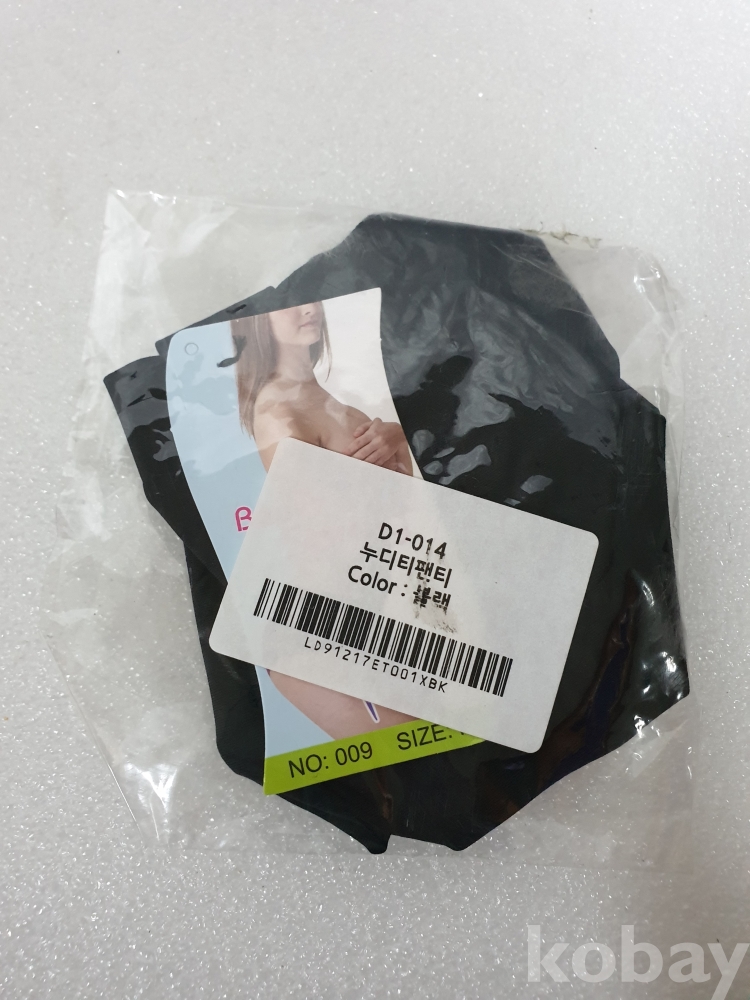 D1-014
누디티팬티
Color : 블랙
LD91217ET001XBK
NO: 009 SIZE:
kobay